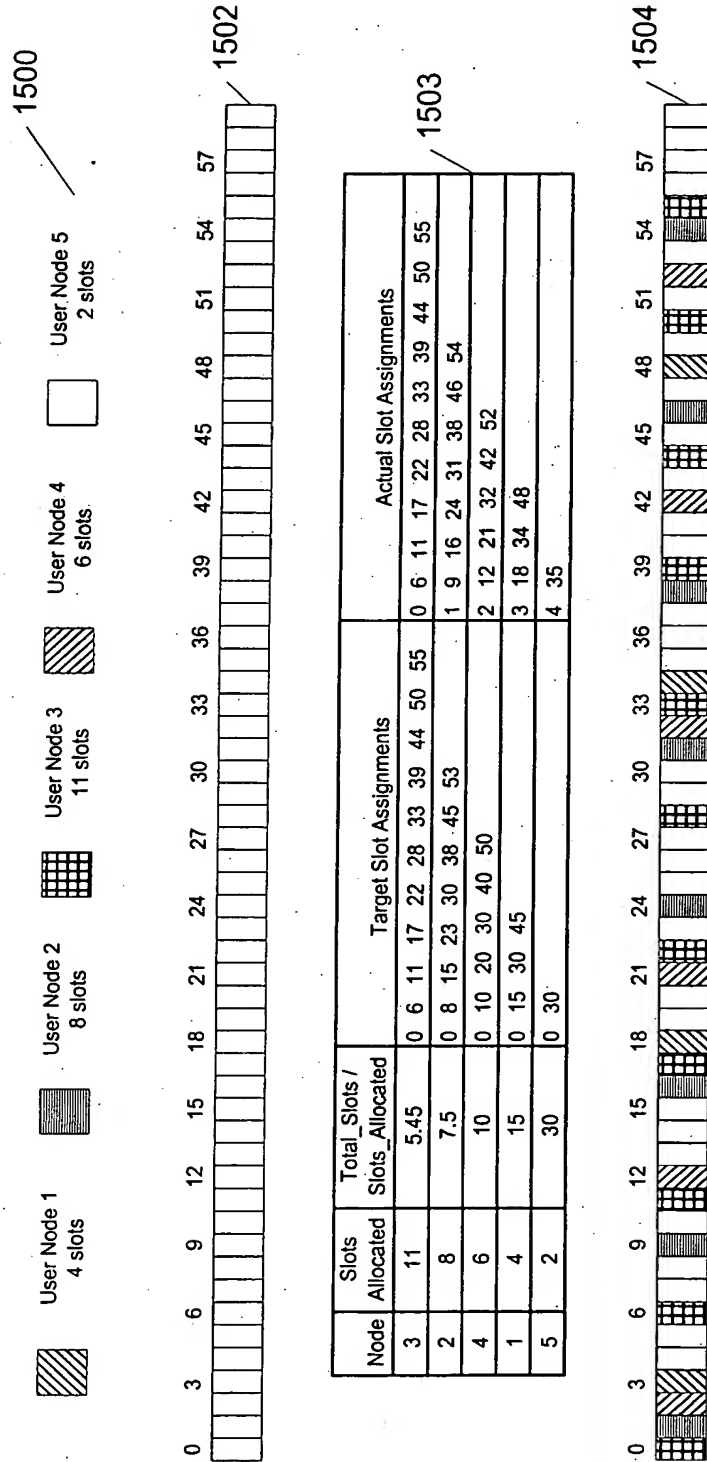 1500
User Node 1
4 slots
User Node 2
8 slots
User Node 3
11 slots
User Node 4
6 slots
User Node 5
2 slots
0 3 6 9 12 15 18 21 24 27 30 33 36 39 42 45 48 51 54 57
1502
1503
Node Slots Allocated Total_Slots / Slots_Allocated Target Slot Assignments Actual Slot Assignments
3 11 5.45 0 6 11 17 22 28 33 39 44 50 55 0 6 11 17 22 28 33 39 44 50 55
2 8 7.5 0 8 15 23 30 38 45 53 1 9 16 24 31 38 46 54
4 6 10 0 10 20 30 40 50 2 12 21 32 42 52
1 4 15 0 15 30 45 3 18 34 48
5 2 30 0 30 4 35
0 3 6 9 12 15 18 21 24 27 30 33 36 39 42 45 48 51 54 57
1504